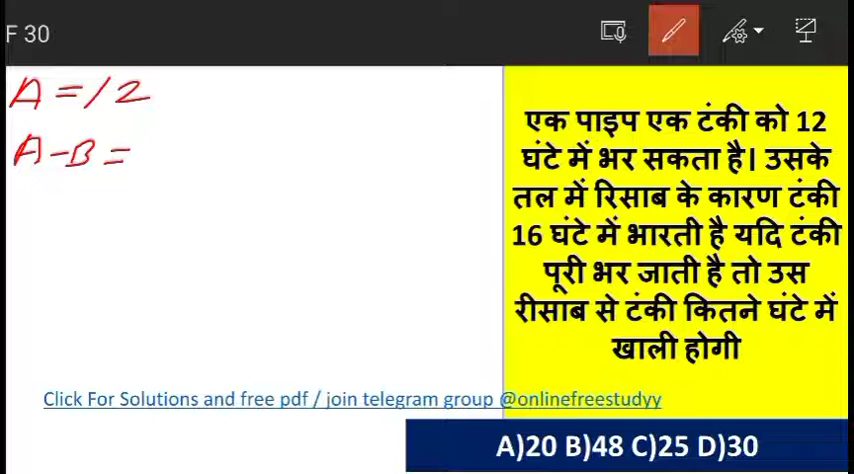 F 30
A = 12
A - B =
एक पाइप एक टंकी को 12
घंटे में भर सकता है। उसके
तल में रिसाब के कारण टंकी
16 घंटे में भारती है यदि टंकी
पूरी भर जाती है तो उस
रीसाब से टंकी कितने घंटे में
खाली होगी
Click For Solutions and free pdf / join telegram group @onlinefreestudyy
A)20 B)48 C)25 D)30